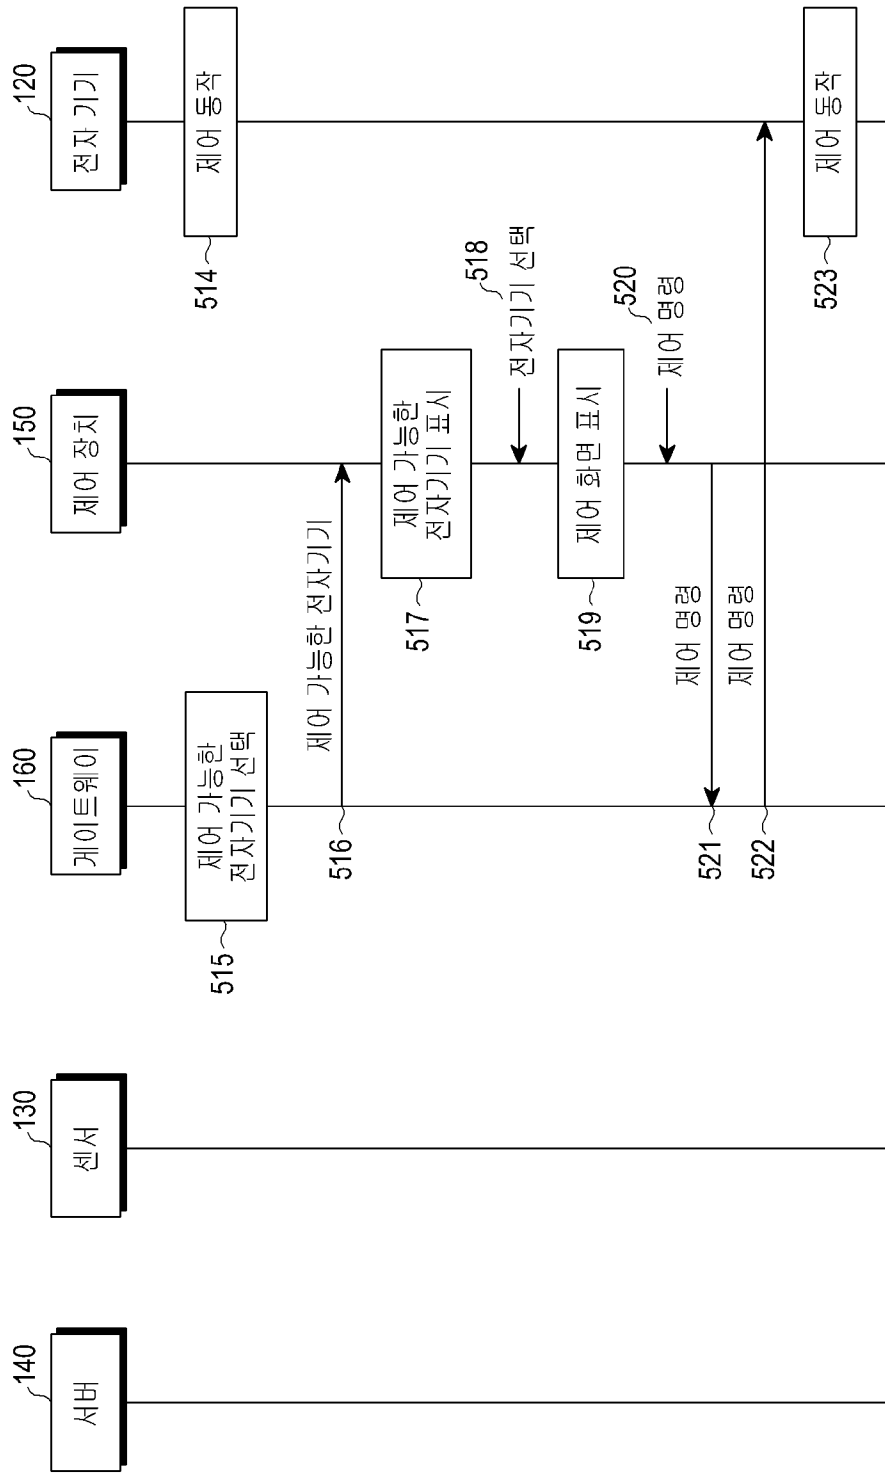 140
서버
130
센서
160
게이트웨이
150
제어 장치
120
전자 기기
제어 동작
514
제어 가능한
전자기기 선택
515
제어 가능한 전자기기
516
제어 가능한
전자기기 표시
517
518
전자기기 선택
제어 화면 표시
519
520
제어 명령
제어 명령
521
제어 명령
522
제어 동작
523